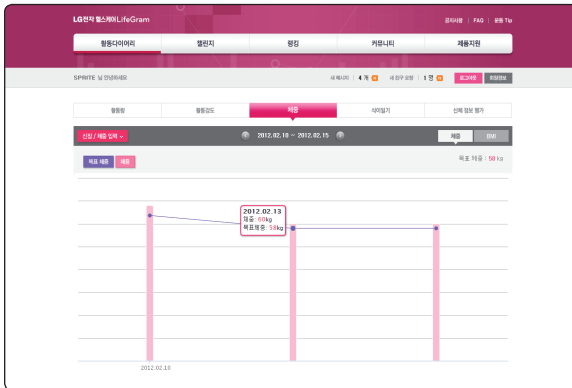 LG전자 헬스케어 LifeGram
공지사항 | FAQ | 운동 Tip
활동다이어리 챌린지 랭킹 커뮤니티 제품지원
SPRITE 님 안녕하세요
새 메시지 : 4 개 새 친구 요청 : 1 명 로그아웃 회원정보
활동량 활동강도 체중 식이일기 신체 정보 평가
신장 / 체중 입력
2012.02.10 ~ 2012.02.15
체중 BMI
목표 체중 체중
목표 체중 : 58 kg
2012.02.13
체중: 60kg
목표체중: 58kg
2012.02.10